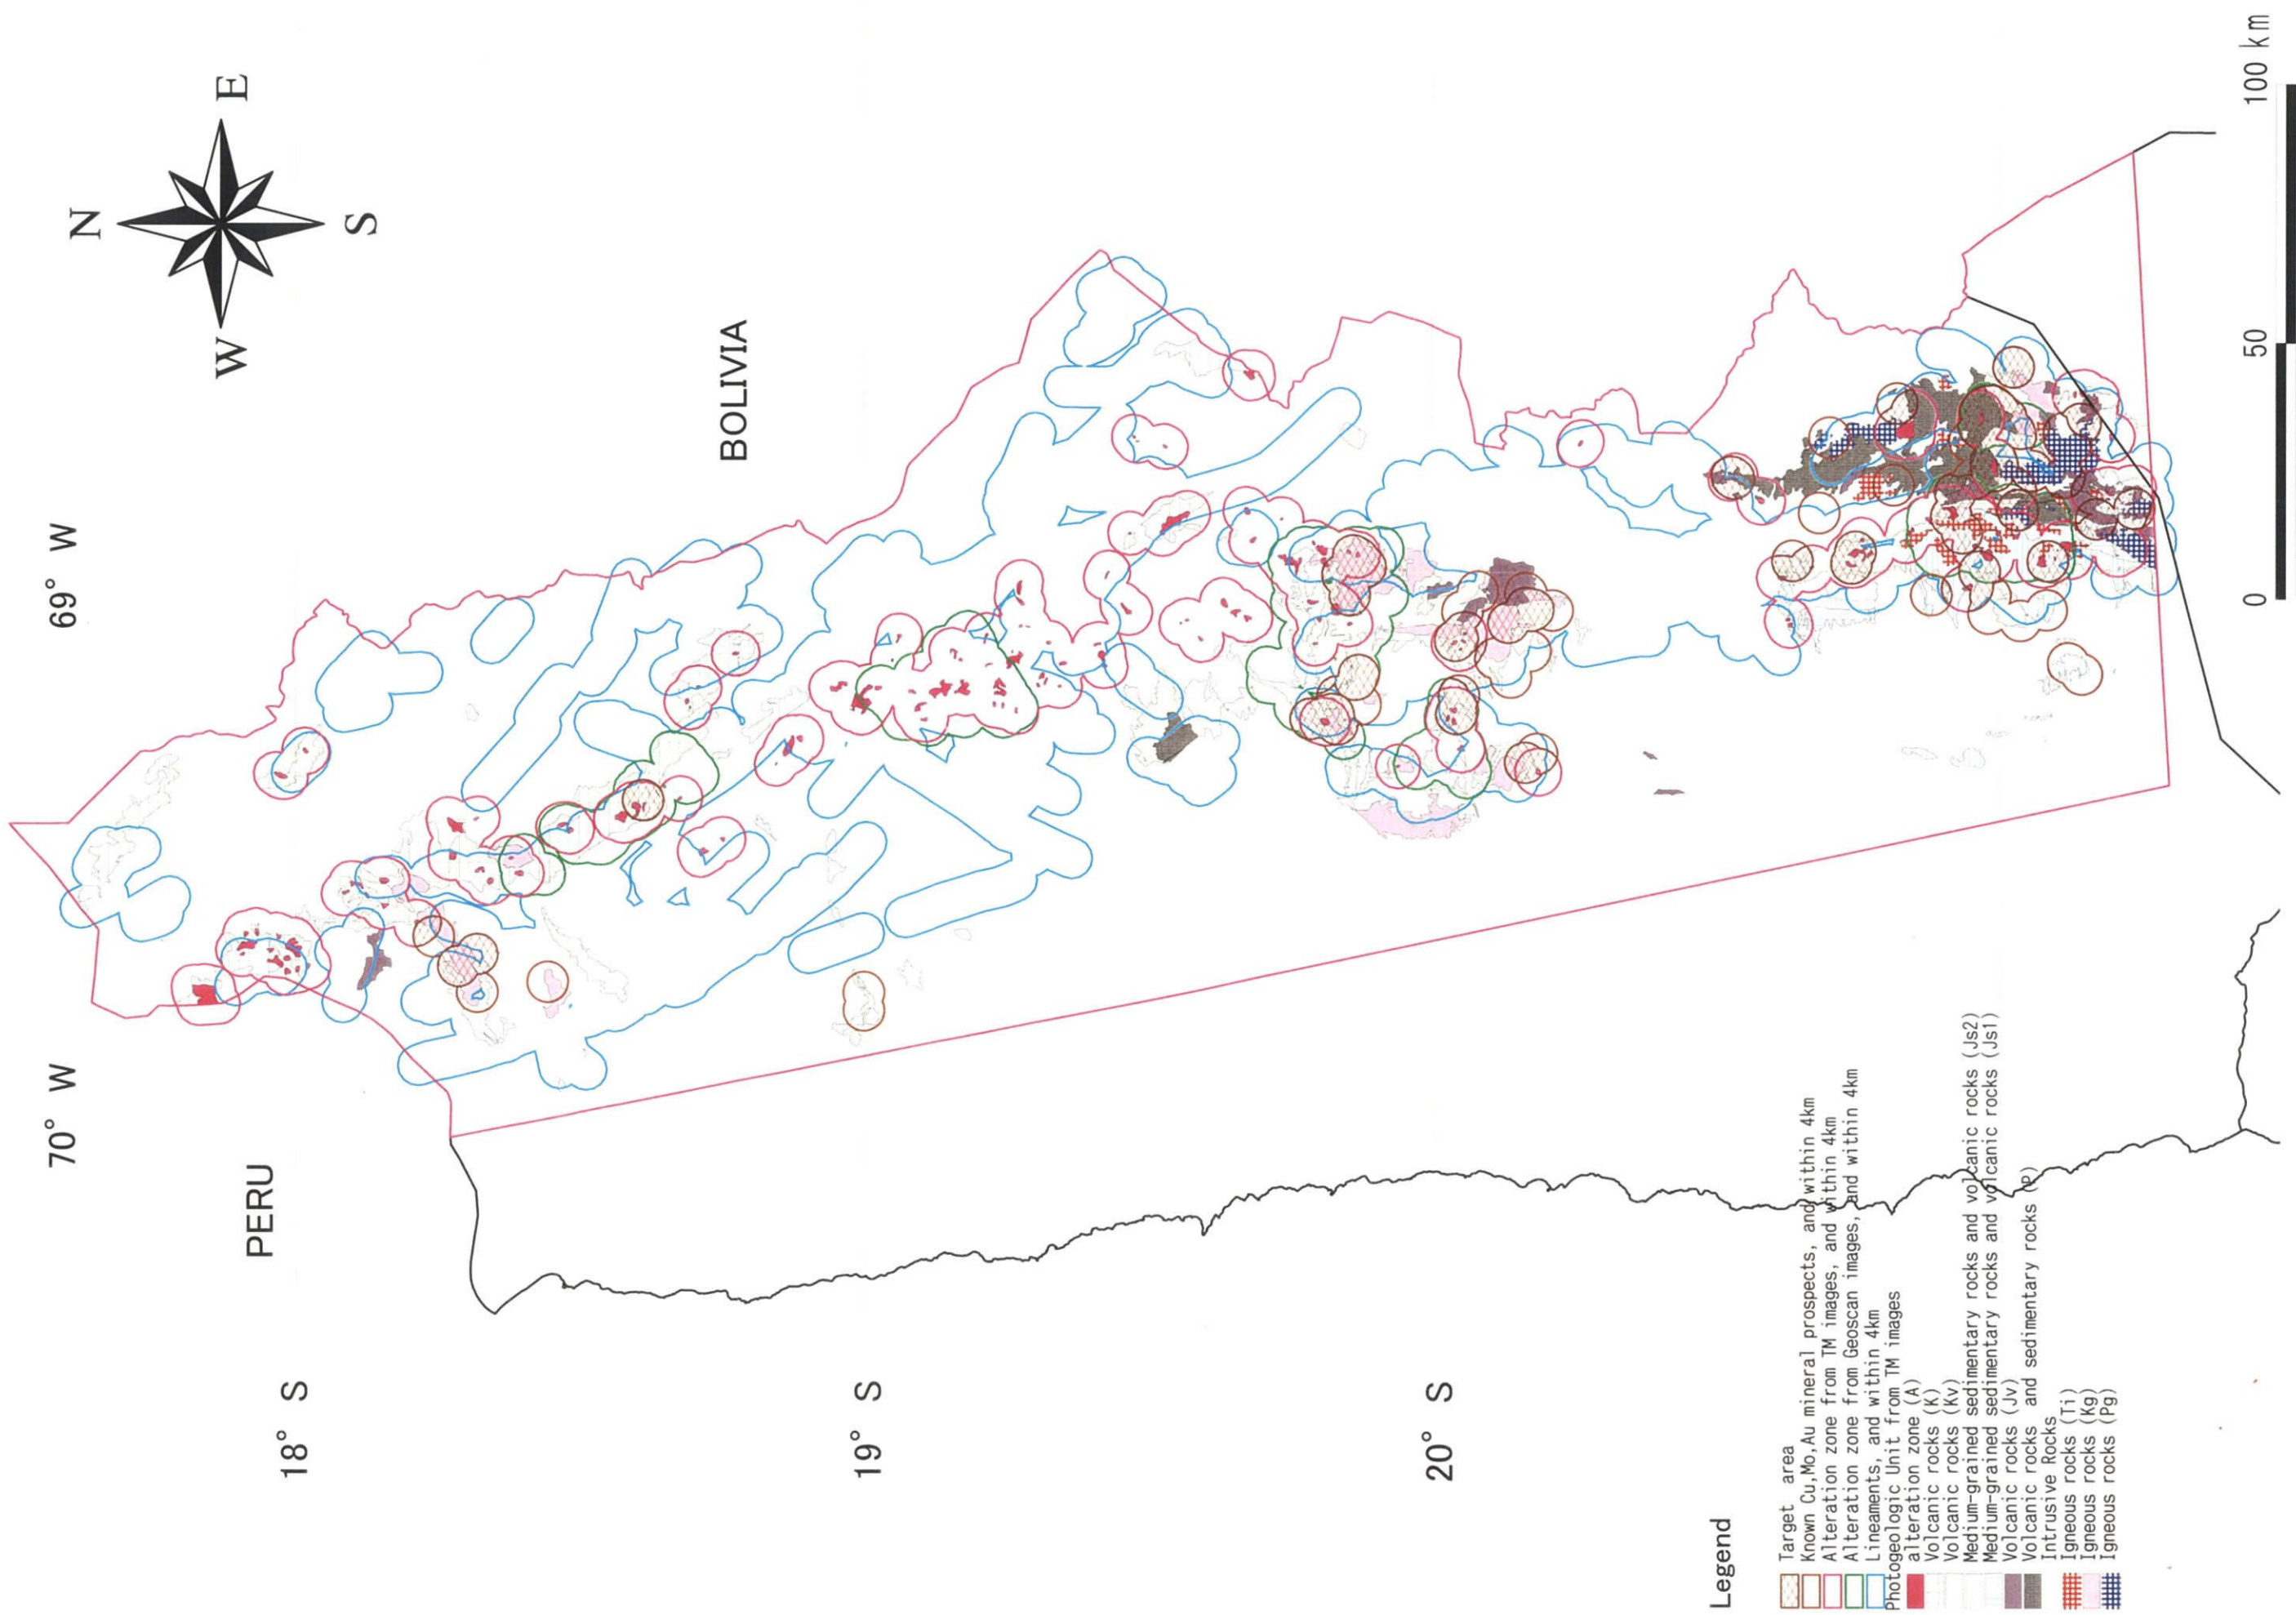 70° W
69° W
N
W
E
S
PERU
BOLIVIA
18° S
19° S
20° S
Legend
Target area
Known Cu,Mo,Au mineral prospects, and within 4km
Alteration zone from TM images, and within 4km
Alteration zone from Geoscan images, and within 4km
Lineaments, and within 4km
Photogeologic Unit from TM images
alteration zone (A)
Volcanic rocks (K)
Volcanic rocks (Kv)
Medium-grained sedimentary rocks and volcanic rocks (Js2)
Medium-grained sedimentary rocks and volcanic rocks (Js1)
Volcanic rocks (Jv)
Volcanic rocks and sedimentary rocks (P)
Intrusive Rocks
Igneous rocks (Ti)
Igneous rocks (Kg)
Igneous rocks (Pg)
0
50
100 km